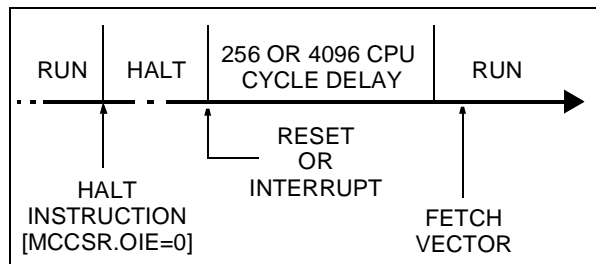 RUN
HALT
256 OR 4096 CPU
CYCLE DELAY
RUN
RESET
OR
INTERRUPT
HALT
INSTRUCTION
[MCCSR.OIE=0]
FETCH
VECTOR